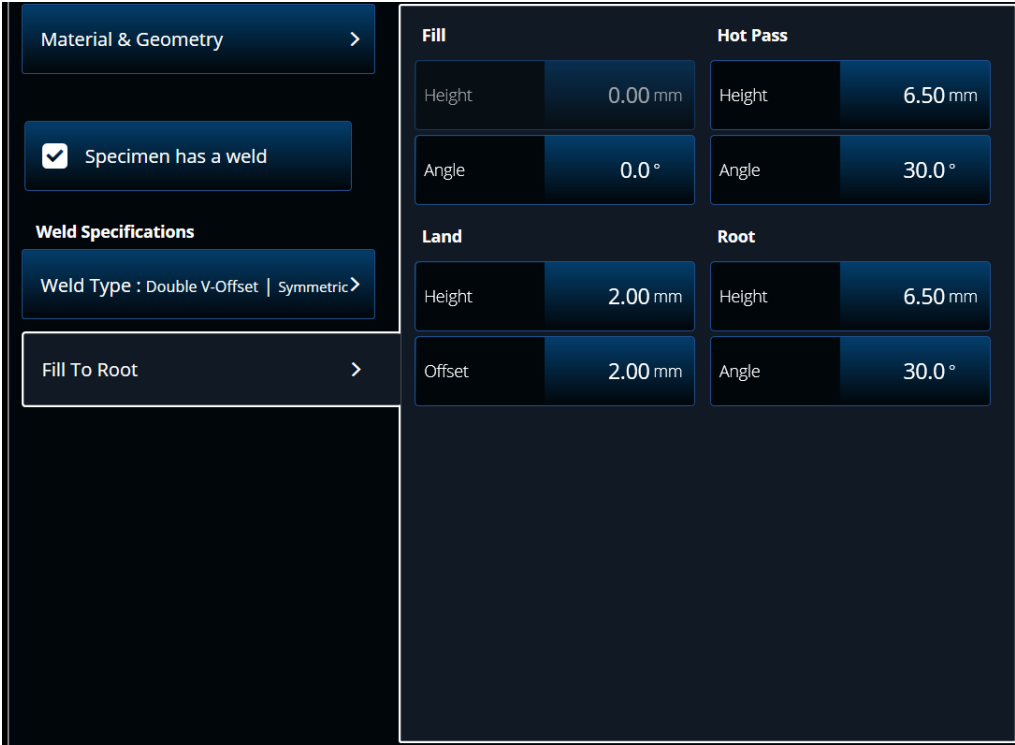 Material & Geometry
Specimen has a weld
Weld Specifications
Weld Type : Double V-Offset | Symmetric
Fill To Root
Fill
Height 0.00 mm
Angle 0.0 °
Hot Pass
Height 6.50 mm
Angle 30.0 °
Land
Height 2.00 mm
Offset 2.00 mm
Root
Height 6.50 mm
Angle 30.0 °